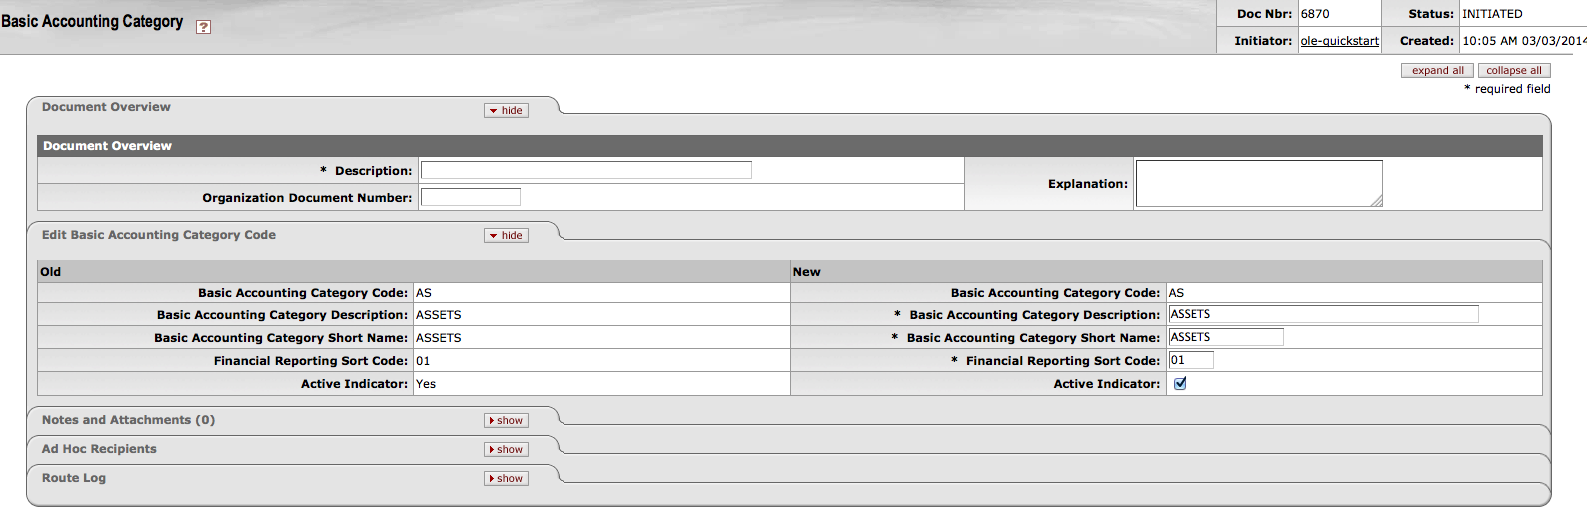 Basic Accounting Category ?
Doc Nbr: 6870 Status: INITIATED
Initiator: ole-quickstart Created: 10:05 AM 03/03/2014
expand all collapse all
* required field
Document Overview hide
Document Overview
* Description:
Explanation:
Organization Document Number:
Edit Basic Accounting Category Code hide
Old New
Basic Accounting Category Code: AS Basic Accounting Category Code: AS
Basic Accounting Category Description: ASSETS * Basic Accounting Category Description: ASSETS
Basic Accounting Category Short Name: ASSETS * Basic Accounting Category Short Name: ASSETS
Financial Reporting Sort Code: 01 * Financial Reporting Sort Code: 01
Active Indicator: Yes Active Indicator:
Notes and Attachments (0) show
Ad Hoc Recipients show
Route Log show